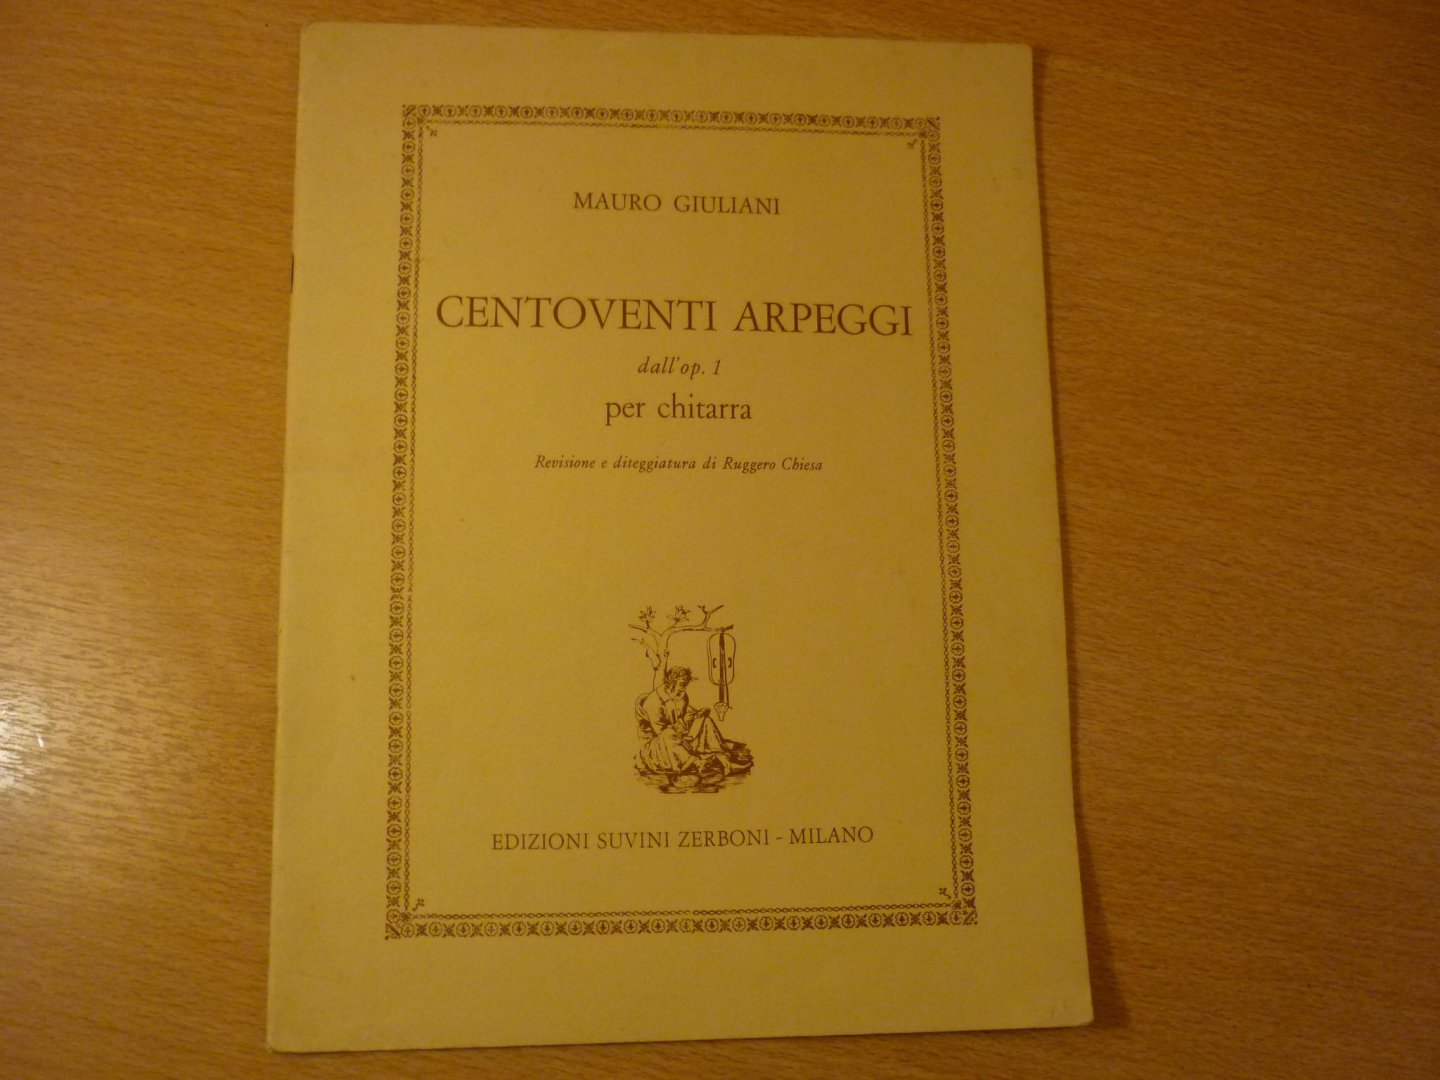 MAURO GIULIANI
CENTOVENTI ARPEGGI
dall'op. 1
per chitarra
Revisione e diteggiatura di Ruggero Chiesa
EDIZIONI SUVINI ZERBONI - MILANO